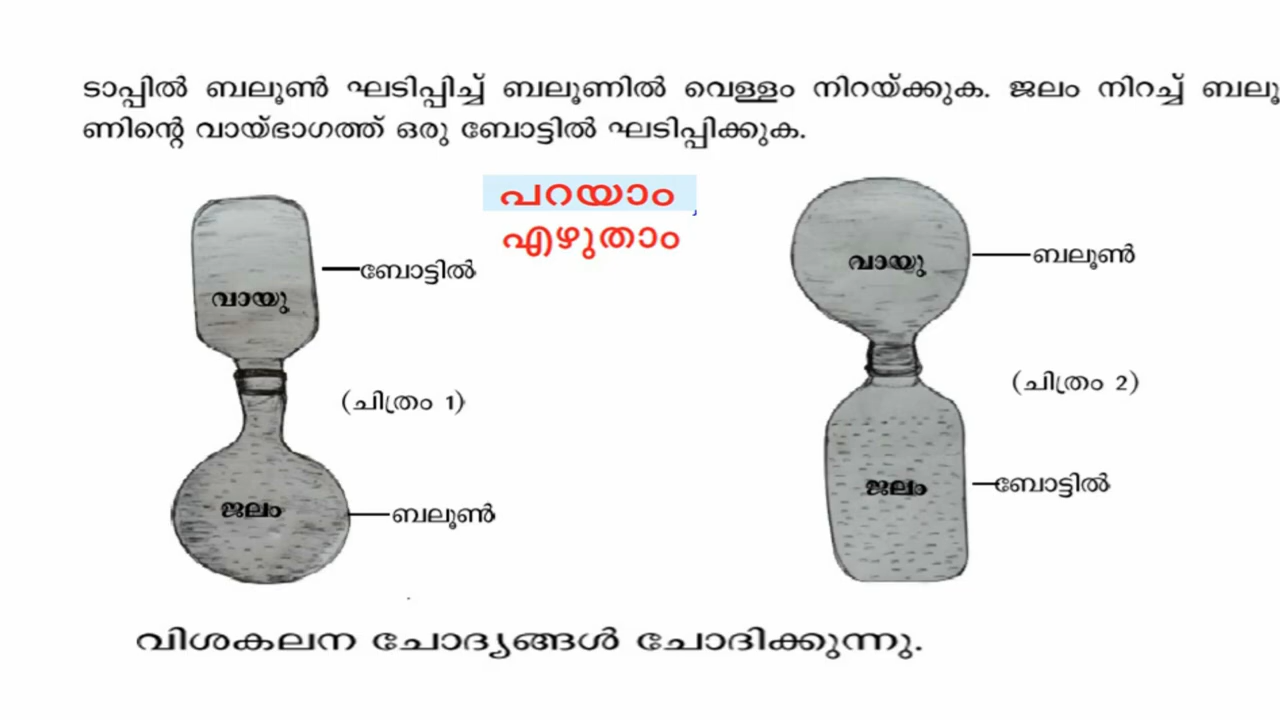 ടാപ്പിൽ ബലൂൺ ഘടിപ്പിച്ച് ബലൂണിൽ വെള്ളം നിറയ്ക്കുക. ജലം നിറച്ച് ബലൂ
ണിന്റെ വായ്ഭാഗത്ത് ഒരു ബോട്ടിൽ ഘടിപ്പിക്കുക.
പറയാം
എഴുതാം
വായു
ബോട്ടിൽ
(ചിത്രം 1)
ജലം
ബലൂൺ
വായു
ബലൂൺ
(ചിത്രം 2)
ജലം
ബോട്ടിൽ
വിശകലന ചോദ്യങ്ങൾ ചോദിക്കുന്നു.